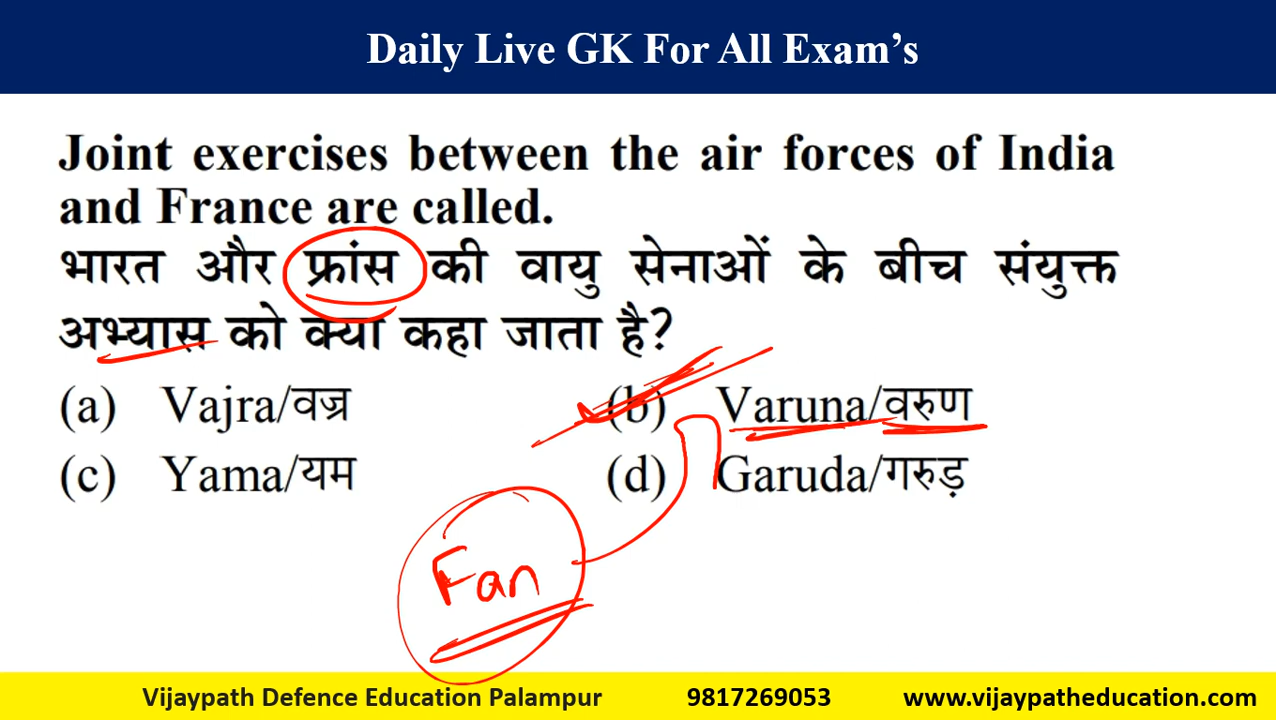 Daily Live GK For All Exam's
Joint exercises between the air forces of India
and France are called.
भारत और फ्रांस की वायु सेनाओं के बीच संयुक्त
अभ्यास को क्या कहा जाता है?
(a) Vajra/वज्र (b) Varuna/वरुण
(c) Yama/यम (d) Garuda/गरुड़
Fan
Vijaypath Defence Education Palampur 9817269053 www.vijaypatheducation.com